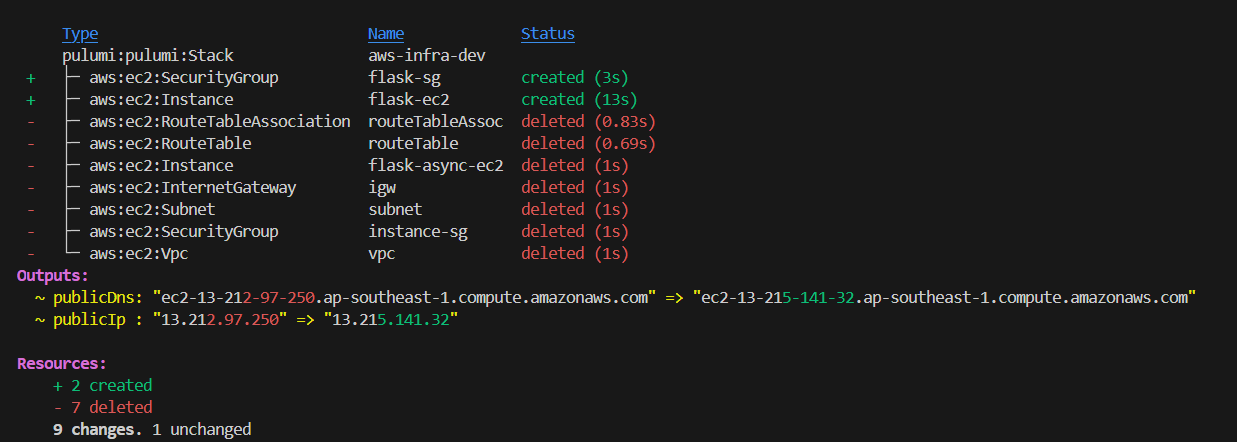 Type Name Status
pulumi:pulumi:Stack aws-infra-dev
+ ├─ aws:ec2:SecurityGroup flask-sg created (3s)
+ ├─ aws:ec2:Instance flask-ec2 created (13s)
- ├─ aws:ec2:RouteTableAssociation routeTableAssoc deleted (0.83s)
- ├─ aws:ec2:RouteTable routeTable deleted (0.69s)
- ├─ aws:ec2:Instance flask-async-ec2 deleted (1s)
- ├─ aws:ec2:InternetGateway igw deleted (1s)
- ├─ aws:ec2:Subnet subnet deleted (1s)
- ├─ aws:ec2:SecurityGroup instance-sg deleted (1s)
- └─ aws:ec2:Vpc vpc deleted (1s)
Outputs:
~ publicDns: "ec2-13-212-97-250.ap-southeast-1.compute.amazonaws.com" => "ec2-13-215-141-32.ap-southeast-1.compute.amazonaws.com"
~ publicIp : "13.212.97.250" => "13.215.141.32"
Resources:
+ 2 created
- 7 deleted
9 changes. 1 unchanged